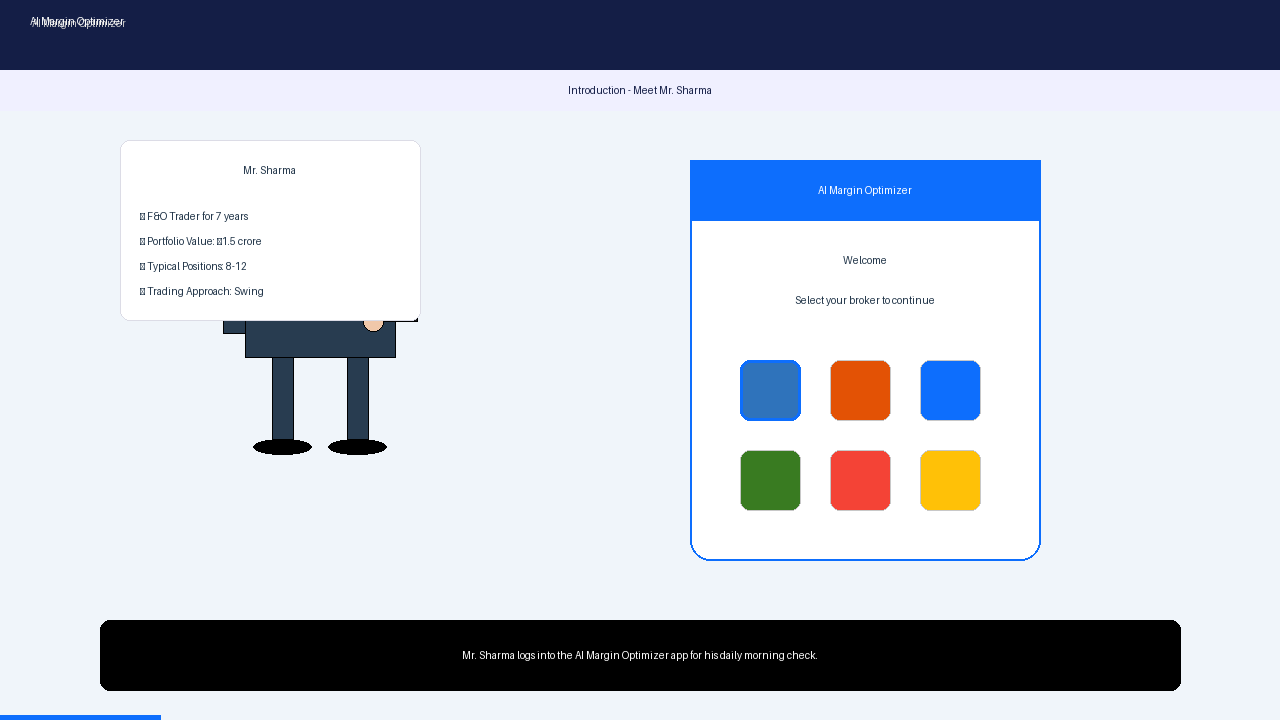 AI Margin Optimizer
Introduction - Meet Mr. Sharma
Mr. Sharma
F&O Trader for 7 years
Portfolio Value: 1.5 crore
Typical Positions: 8-12
Trading Approach: Swing
AI Margin Optimizer
Welcome
Select your broker to continue
Mr. Sharma logs into the AI Margin Optimizer app for his daily morning check.